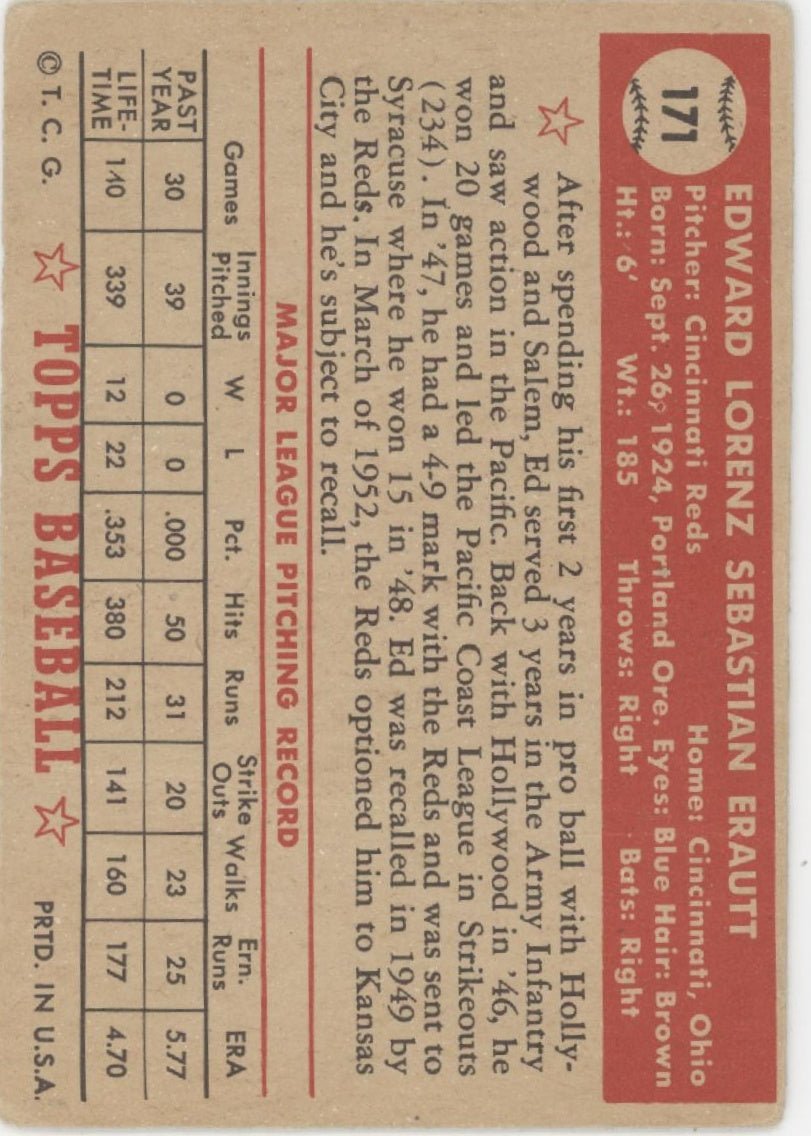 171
EDWARD LORENZ SEBASTIAN ERAUTT
Pitcher: Cincinnati Reds Home: Cincinnati, Ohio
Born: Sept. 26, 1924, Portland Ore. Eyes: Blue Hair: Brown
Ht.: 6' Wt.: 185 Throws: Right Bats: Right
After spending his first 2 years in pro ball with Holly-
wood and Salem, Ed served 3 years in the Army Infantry
and saw action in the Pacific. Back with Hollywood in '46, he
won 20 games and led the Pacific Coast League in Strikeouts
(234). In '47, he had a 4-9 mark with the Reds and was sent to
Syracuse where he won 15 in '48. Ed was recalled in 1949 by
the Reds. In March of 1952, the Reds optioned him to Kansas
City and he's subject to recall.
MAJOR LEAGUE PITCHING RECORD
Games Innings Pitched W L Pct. Hits Runs Strike Outs Walks Ern. Runs ERA
PAST YEAR 30 39 0 0 .000 50 31 20 23 25 5.77
LIFE-TIME 140 339 12 22 .353 380 212 141 160 177 4.70
© T. C. G. TOPPS BASEBALL PRTD. IN U.S.A.